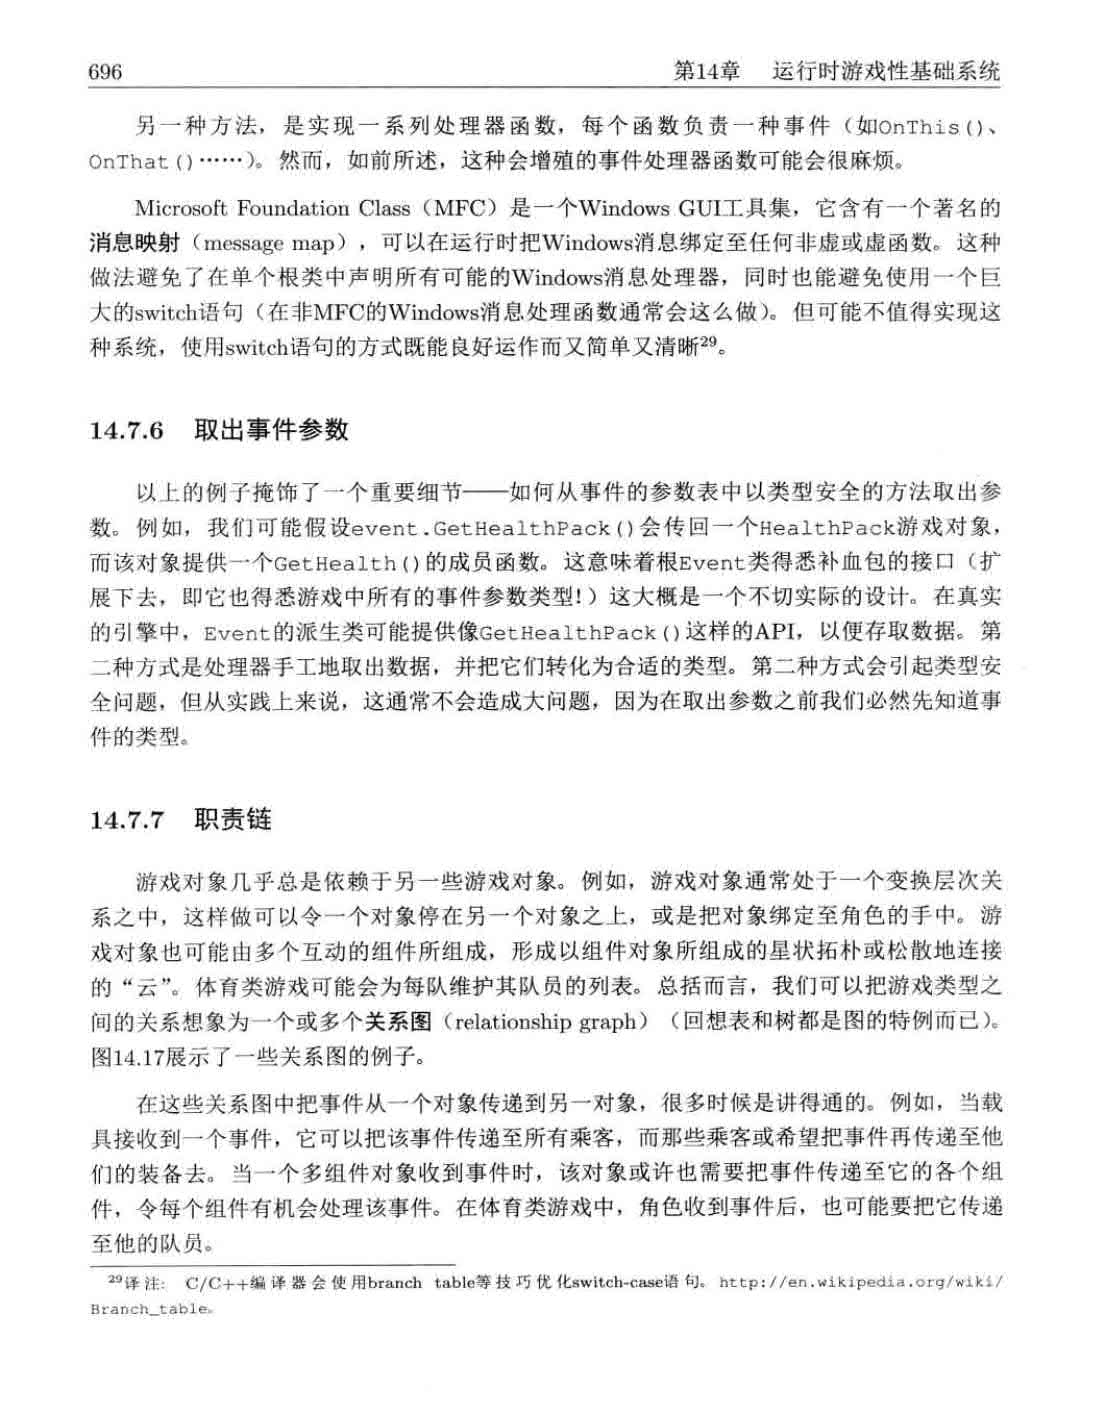 696 第14章 运行时游戏性基础系统
另一种方法，是实现一系列处理器函数，每个函数负责一种事件（如OnThis()、
OnThat()……）。然而，如前所述，这种会增殖的事件处理器函数可能会很麻烦。
Microsoft Foundation Class（MFC）是一个Windows GUI工具集，它含有一个著名的
消息映射（message map），可以在运行时把Windows消息绑定至任何非虚或虚函数。这种
做法避免了在单个根类中声明所有可能的Windows消息处理器，同时也能避免使用一个巨
大的switch语句（在非MFC的Windows消息处理函数通常会这么做）。但可能不值得实现这
种系统，使用switch语句的方式既能良好运作而又简单又清晰29。
14.7.6 取出事件参数
以上的例子掩饰了一个重要细节——如何从事件的参数表中以类型安全的方法取出参
数。例如，我们可能假设event.GetHealthPack()会传回一个HealthPack游戏对象，
而该对象提供一个GetHealth()的成员函数。这意味着根Event类得悉补血包的接口（扩
展下去，即它也得悉游戏中所有的事件参数类型！）这大概是一个不切实际的设计。在真实
的引擎中，Event的派生类可能提供像GetHealthPack()这样的API，以便存取数据。第
二种方式是处理器手工地取出数据，并把它们转化为合适的类型。第二种方式会引起类型安
全问题，但从实践上来说，这通常不会造成大问题，因为在取出参数之前我们必然先知道事
件的类型。
14.7.7 职责链
游戏对象几乎总是依赖于另一些游戏对象。例如，游戏对象通常处于一个变换层次关
系之中，这样做可以令一个对象停在另一个对象之上，或是把对象绑定至角色的手中。游
戏对象也可能由多个互动的组件所组成，形成以组件对象所组成的星状拓朴或松散地连接
的“云”。体育类游戏可能会为每队维护其队员的列表。总括而言，我们可以把游戏类型之
间的关系想象为一个或多个关系图（relationship graph）（回想表和树都是图的特例而已）。
图14.17展示了一些关系图的例子。
在这些关系图中把事件从一个对象传递到另一对象，很多时候是讲得通的。例如，当载
具接收到一个事件，它可以把该事件传递至所有乘客，而那些乘客或希望把事件再传递至他
们的装备去。当一个多组件对象收到事件时，该对象或许也需要把事件传递至它的各个组
件，令每个组件有机会处理该事件。在体育类游戏中，角色收到事件后，也可能要把它传递
至他的队员。
29译注：C/C++编译器会使用branch table等技巧优化switch-case语句。http://en.wikipedia.org/wiki/
Branch_table。